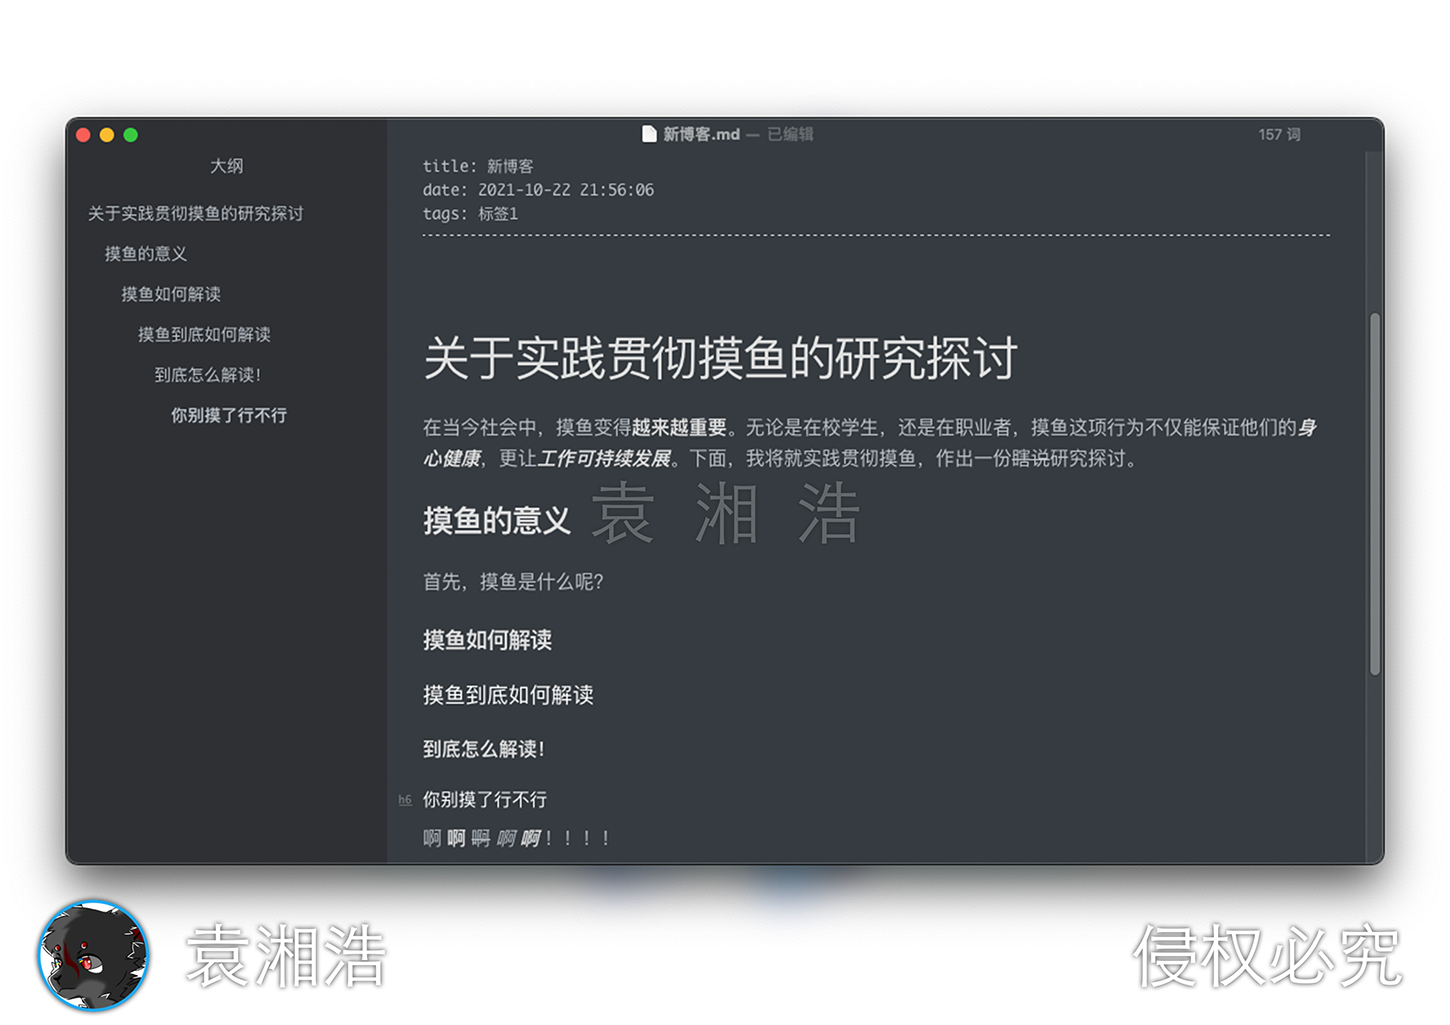 新博客.md — 已编辑
157 词
大纲
关于实践贯彻摸鱼的研究探讨
摸鱼的意义
摸鱼如何解读
摸鱼到底如何解读
到底怎么解读！
你别摸了行不行
title: 新博客
date: 2021-10-22 21:56:06
tags: 标签1
关于实践贯彻摸鱼的研究探讨
在当今社会中，摸鱼变得越来越重要。无论是在校学生，还是在职业者，摸鱼这项行为不仅能保证他们的身
心健康，更让工作可持续发展。下面，我将就实践贯彻摸鱼，作出一份瞎说研究探讨。
袁湘浩
摸鱼的意义
首先，摸鱼是什么呢？
摸鱼如何解读
摸鱼到底如何解读
到底怎么解读！
h6 你别摸了行不行
啊 啊 啊 啊 啊！！！！
袁湘浩
侵权必究